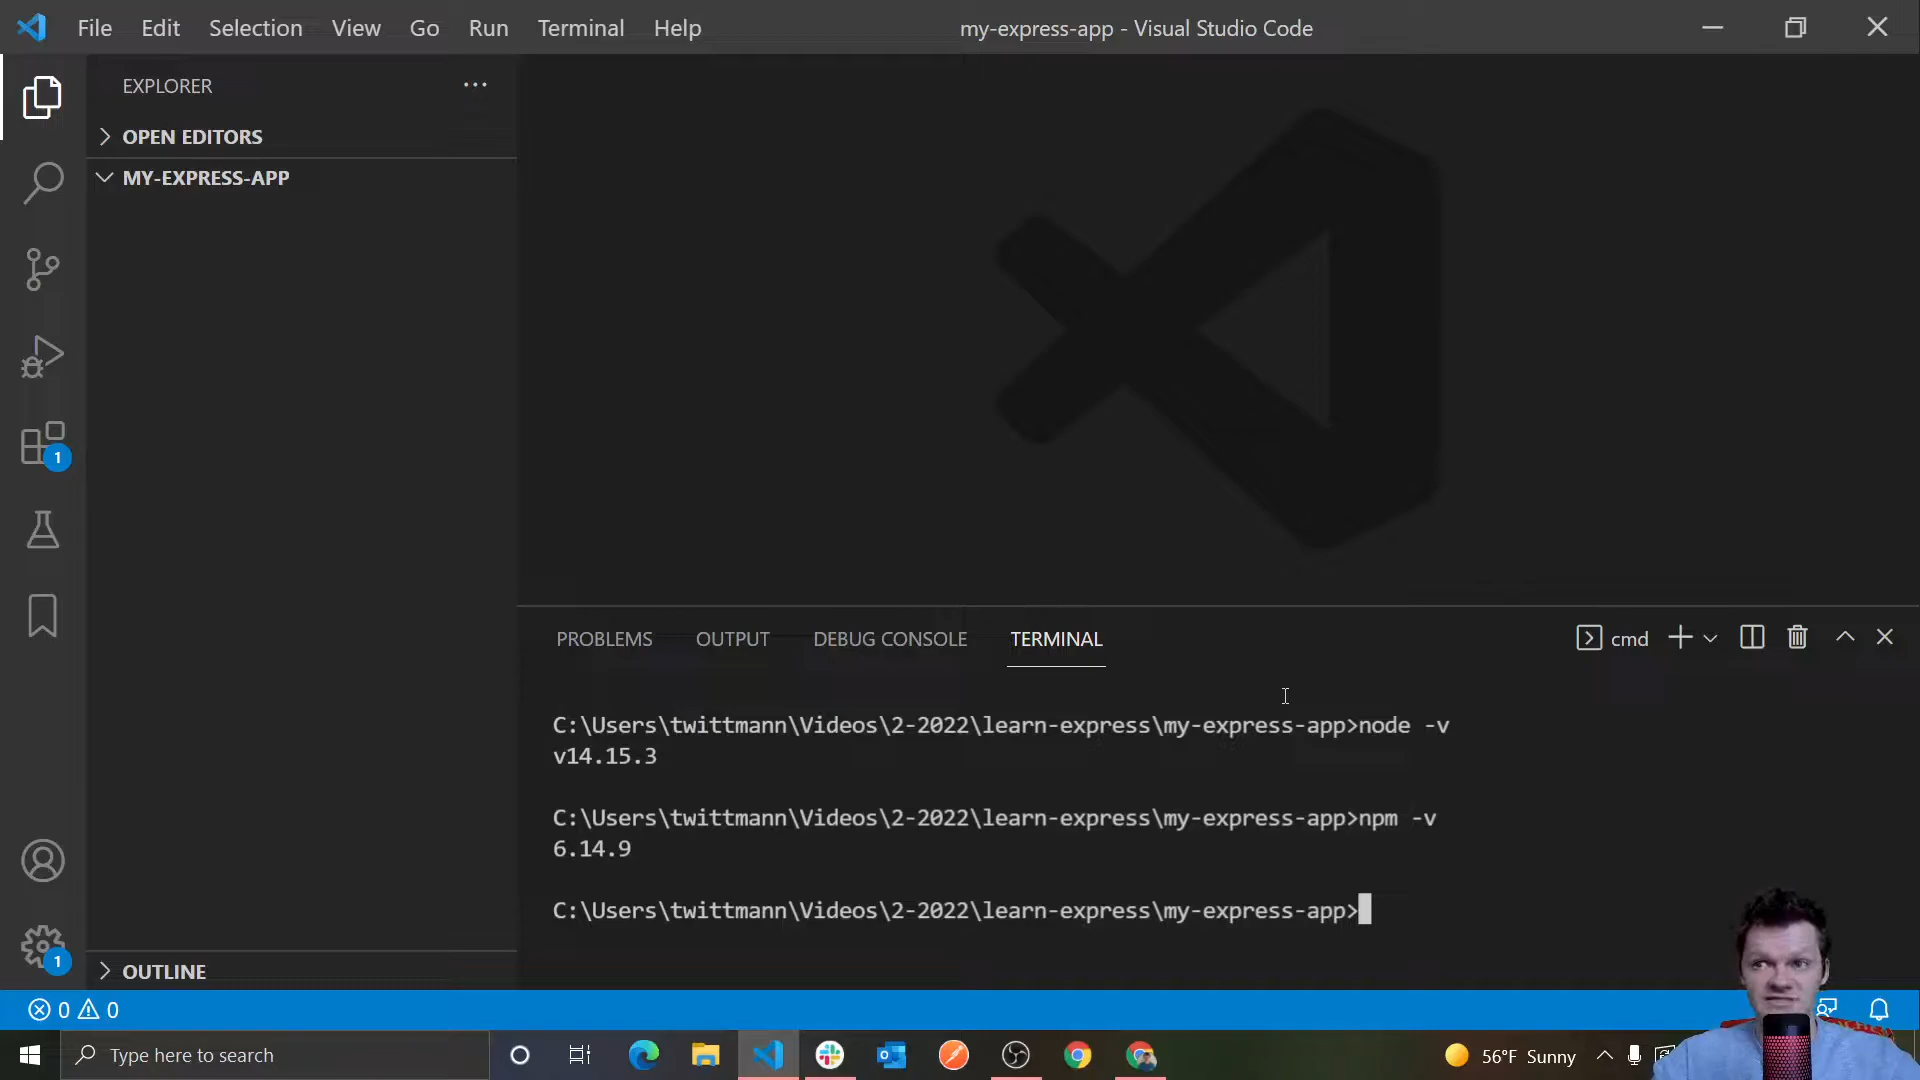 File Edit Selection View Go Run Terminal Help
my-express-app - Visual Studio Code
EXPLORER
OPEN EDITORS
MY-EXPRESS-APP
1
1
OUTLINE
PROBLEMS OUTPUT DEBUG CONSOLE TERMINAL
cmd
C:\Users\twittmann\Videos\2-2022\learn-express\my-express-app>node -v
v14.15.3
C:\Users\twittmann\Videos\2-2022\learn-express\my-express-app>npm -v
6.14.9
C:\Users\twittmann\Videos\2-2022\learn-express\my-express-app>
0 0
Type here to search
56°F Sunny